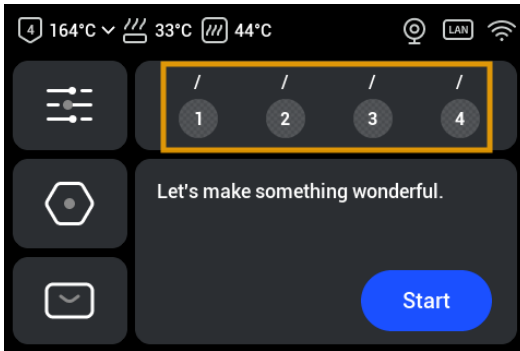 4 164°C 33°C 44°C LAN
/ / / /
1 2 3 4
Let's make something wonderful.
Start